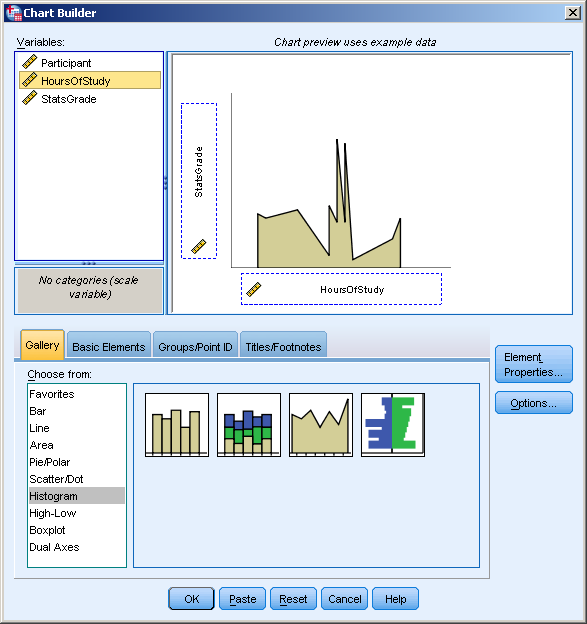 Chart Builder
Variables:
Chart preview uses example data
Participant
HoursOfStudy
StatsGrade
No categories (scale
variable)
StatsGrade
HoursOfStudy
Gallery
Basic Elements
Groups/Point ID
Titles/Footnotes
Choose from:
Favorites
Bar
Line
Area
Pie/Polar
Scatter/Dot
Histogram
High-Low
Boxplot
Dual Axes
Element
Properties...
Options...
OK
Paste
Reset
Cancel
Help